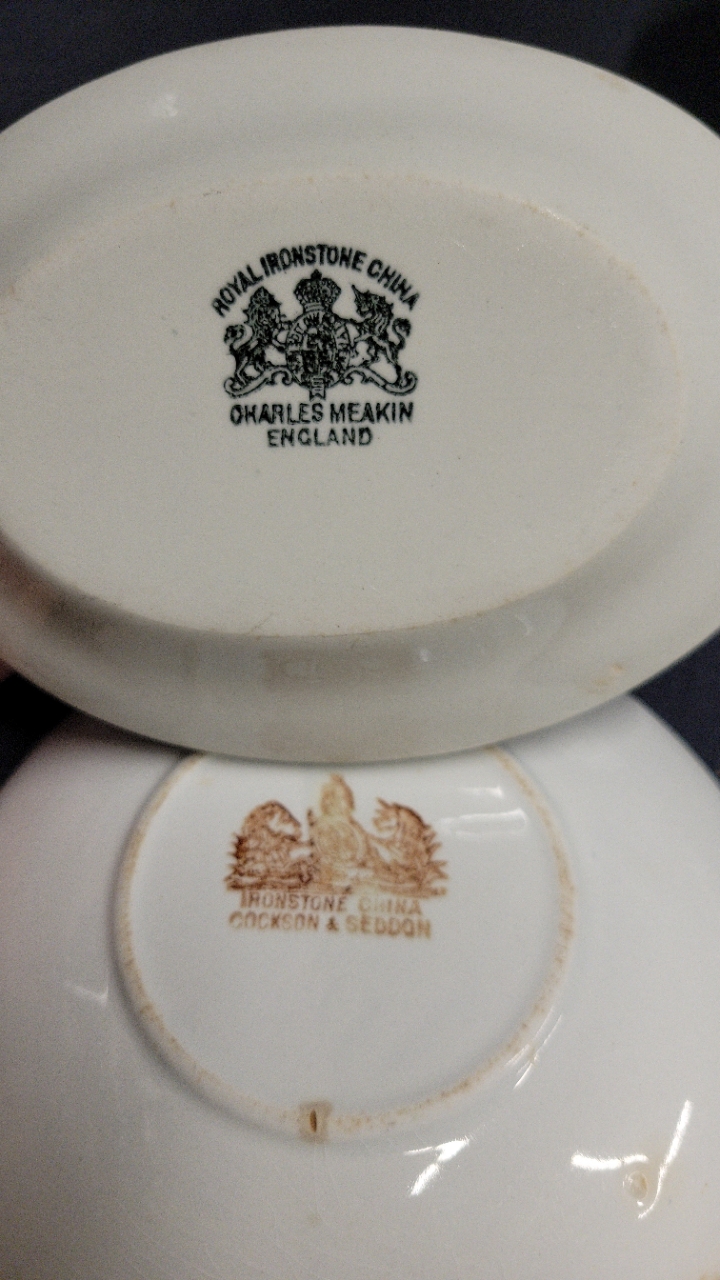 ROYAL IRONSTONE CHINA
CHARLES MEAKIN
ENGLAND
IRONSTONE CHINA
COCKSON & SEDDON